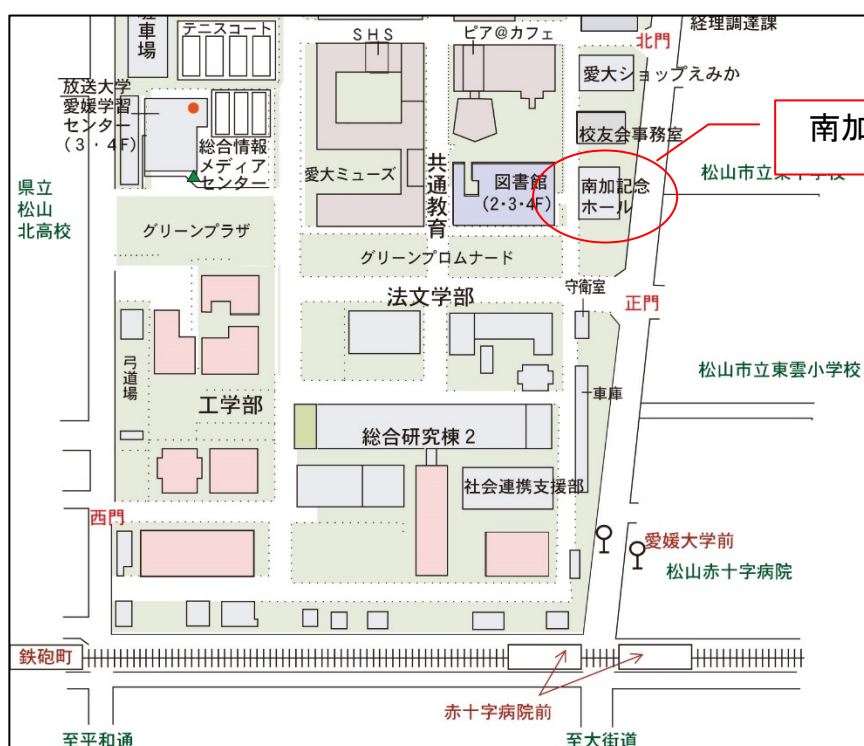 駐車場
テニスコート
ＳＨＳ
ピア＠カフェ
北門
経理調達課
愛大ショップえみか
放送大学
愛媛学習
センター
(３・４F)
総合情報
メディア
センター
校友会事務室
南加
県立
松山
北高校
愛大ミューズ
共通教育
図書館
(2・3・4F)
南加記念
ホール
松山市立東中学校
グリーンプラザ
グリーンプロムナード
法文学部
守衛室
正門
弓道場
工学部
車庫
松山市立東雲小学校
総合研究棟２
社会連携支援部
西門
愛媛大学前
松山赤十字病院
鉄砲町
赤十字病院前
至平和通
至大街道